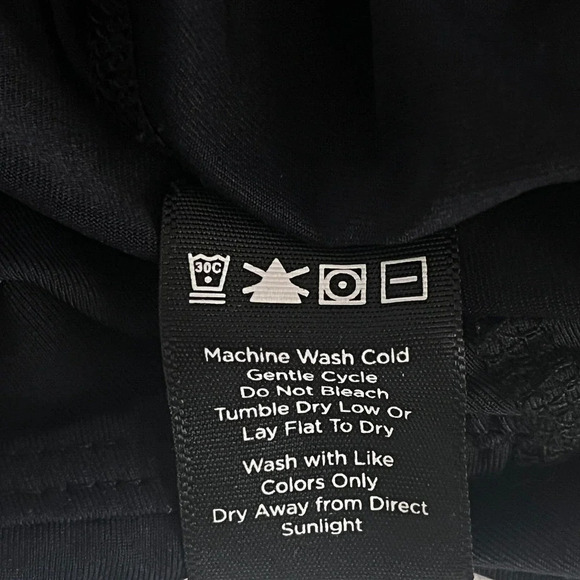 30C
Machine Wash Cold
Gentle Cycle
Do Not Bleach
Tumble Dry Low Or
Lay Flat To Dry
Wash with Like
Colors Only
Dry Away from Direct
Sunlight